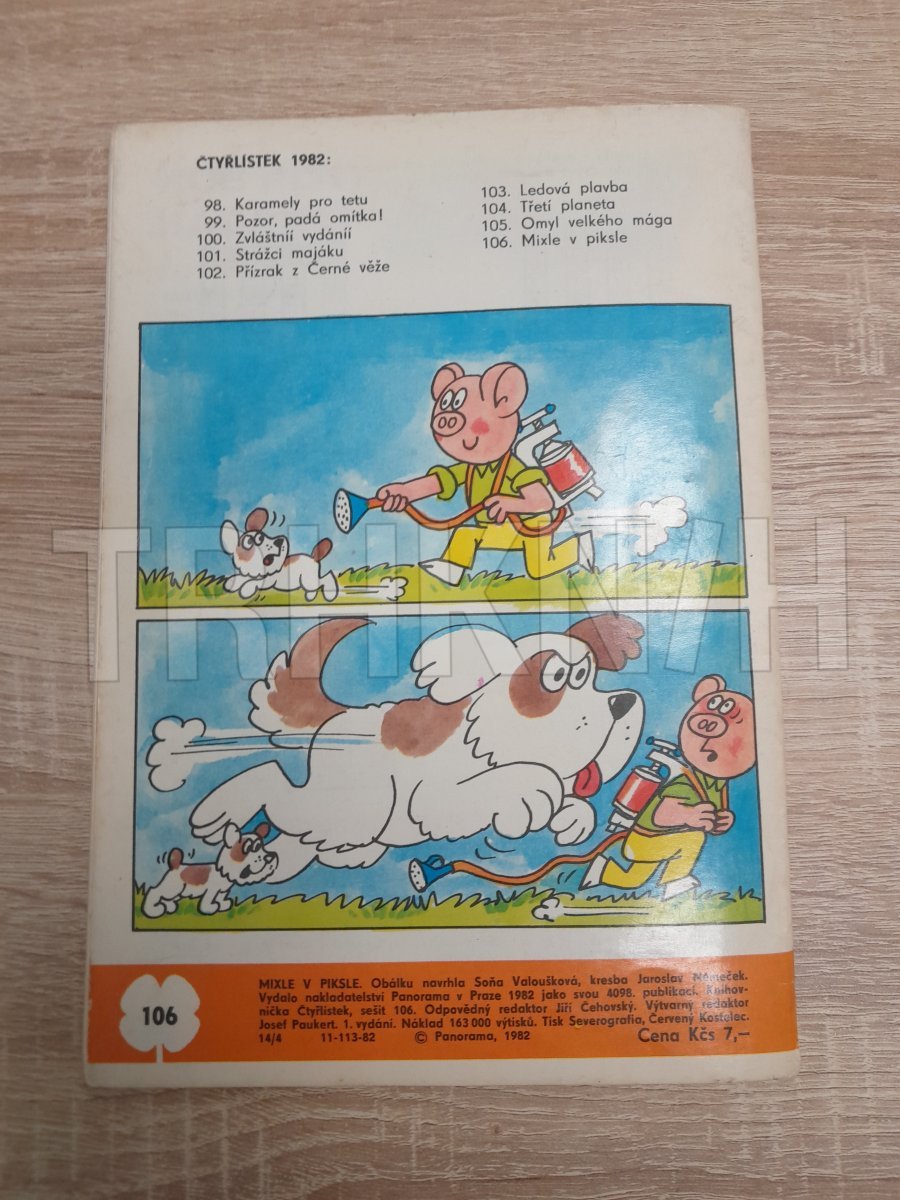 ČTYŘLÍSTEK 1982:
98. Karamely pro tetu
99. Pozor, padá omítka!
100. Zvláštníí vydáníí
101. Strážci majáku
102. Přízrak z Černé věže
103. Ledová plavba
104. Třetí planeta
105. Omyl velkého mága
106. Mixle v piksle
TRHKNIH
106
MIXLE V PIKSLE. Obálku navrhla Soňa Valoušková, kresba Jaroslav Němeček.
Vydalo nakladatelství Panorama v Praze 1982 jako svou 4098. publikaci. Knihov-
nička Čtyřlístek, sešit 106. Odpovědný redaktor Jiří Čehovský. Výtvarný redaktor
Josef Paukert. 1. vydání. Náklad 163 000 výtisků. Tisk Severografia, Červený Kostelec.
14/4 11-113-82 © Panorama, 1982 Cena Kčs 7,—